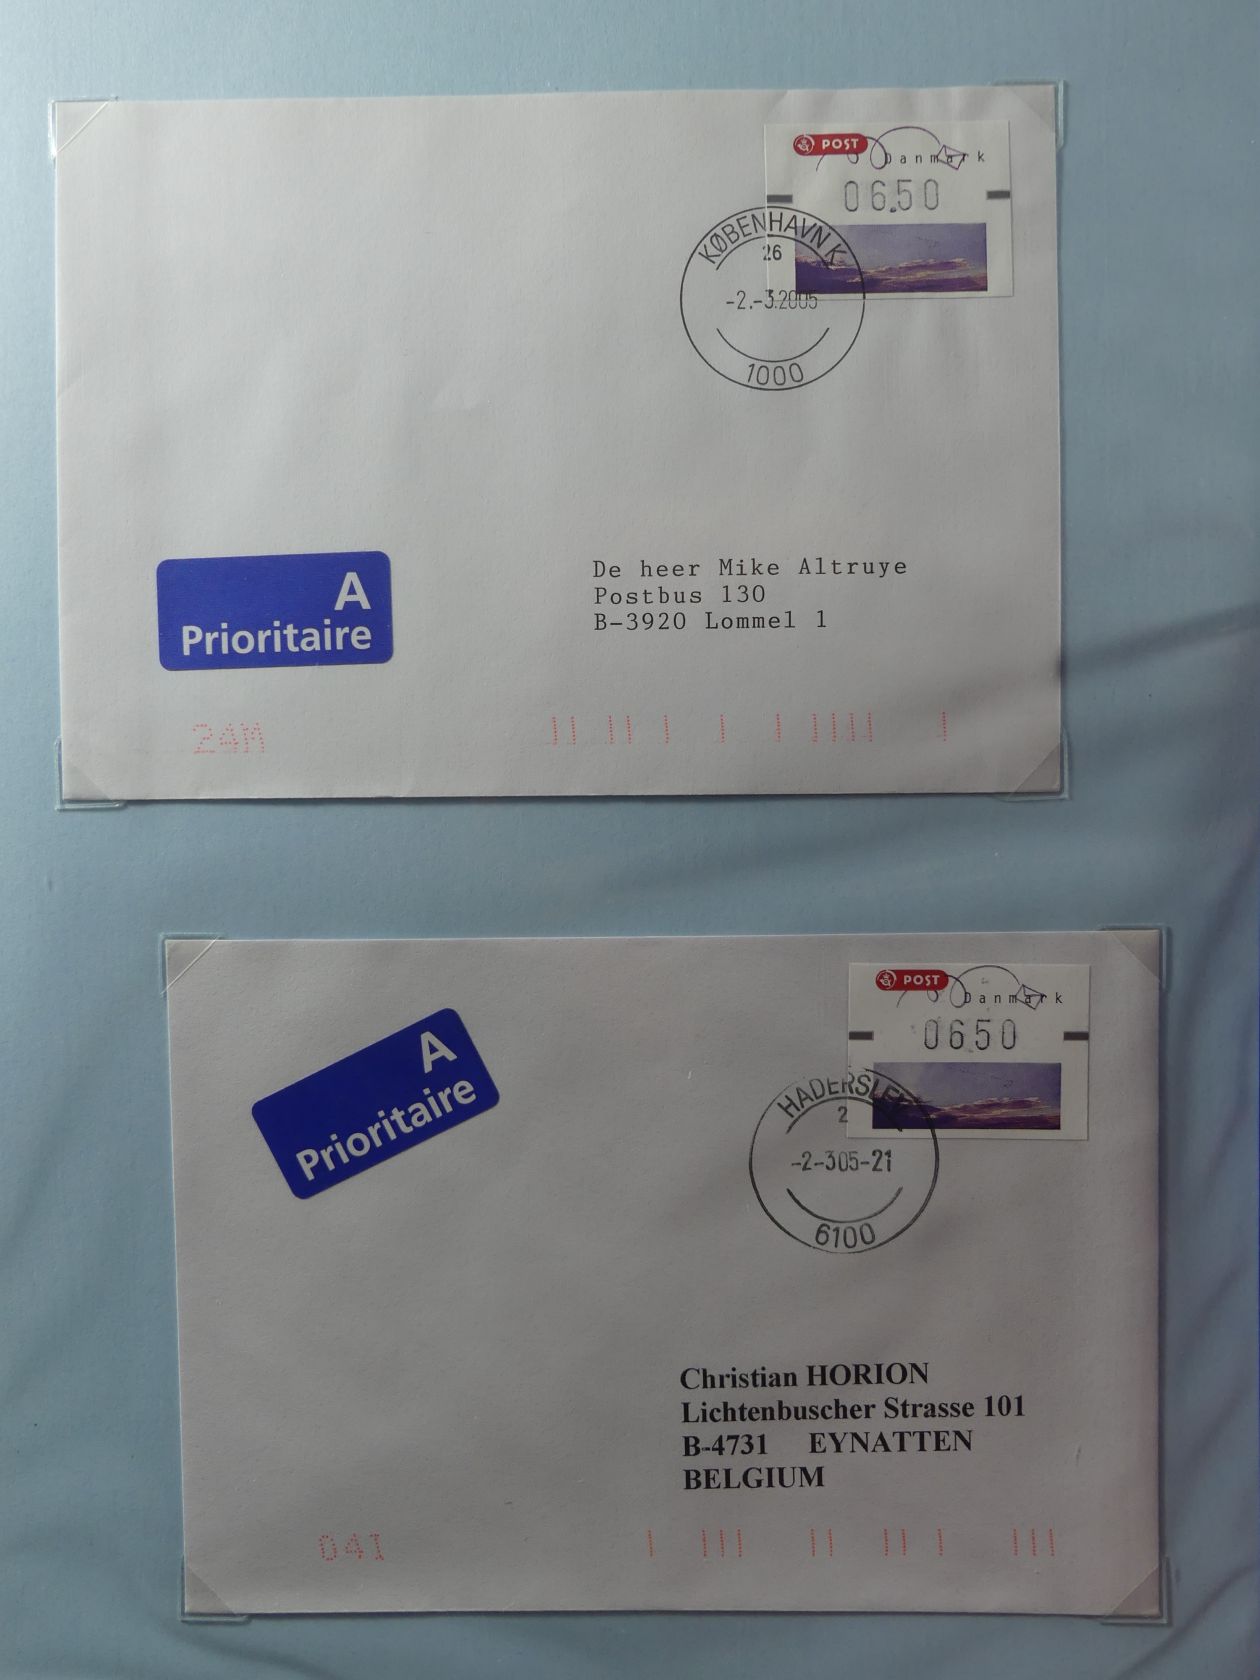 POST
Danmark
06.50
KØBENHAVN K.
26
-2.-3.2005
1000
A
Prioritaire
De heer Mike Altruye
Postbus 130
B-3920 Lommel 1
24M
POST
Danmark
0650
A
Prioritaire
HADERSLEV
2
-2-305-21
6100
Christian HORION
Lichtenbuscher Strasse 101
B-4731 EYNATTEN
BELGIUM
041